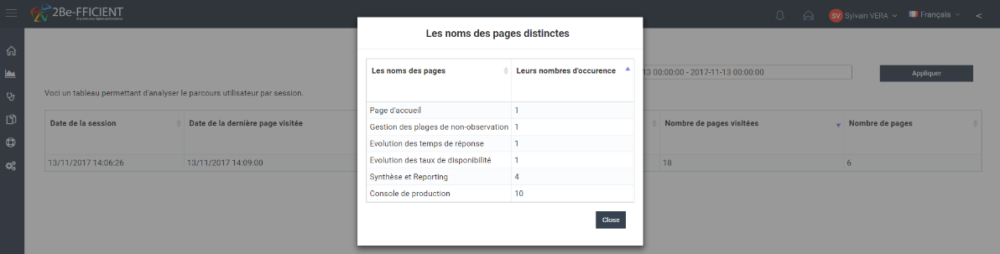 2Be-FFICIENT
Analyse your digital performance
SV Sylvain VERA
Français
<
Les noms des pages distinctes
Les noms des pages Leurs nombres d'occurence
Page d'accueil 1
Gestion des plages de non-observation 1
Evolution des temps de réponse 1
Evolution des taux de disponibilité 1
Synthèse et Reporting 4
Console de production 10
Close
13 00:00:00 - 2017-11-13 00:00:00
Appliquer
Voci un tableau permettant d'analyser le parcours utilisateur par session.
Date de la session Date de la dernière page visitée Nombre de pages visitées Nombre de pages
13/11/2017 14:06:26 13/11/2017 14:09:00 18 6